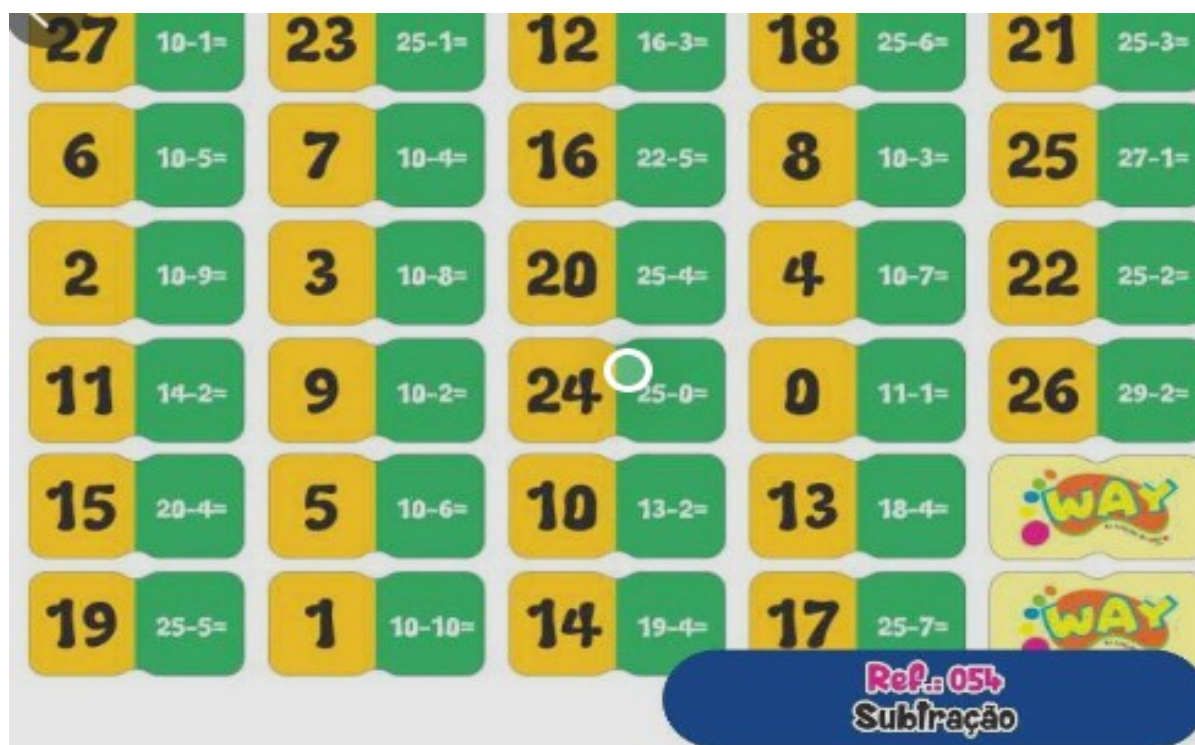 27 10-1= 23 25-1= 12 16-3= 18 25-6= 21 25-3=
6 10-5= 7 10-4= 16 22-5= 8 10-3= 25 27-1=
2 10-9= 3 10-8= 20 25-4= 4 10-7= 22 25-2=
11 14-2= 9 10-2= 24 25-0= 0 11-1= 26 29-2=
15 20-4= 5 10-6= 10 13-2= 13 18-4= WAY
19 25-5= 1 10-10= 14 19-4= 17 25-7= WAY
Ref.: 054
Subtração